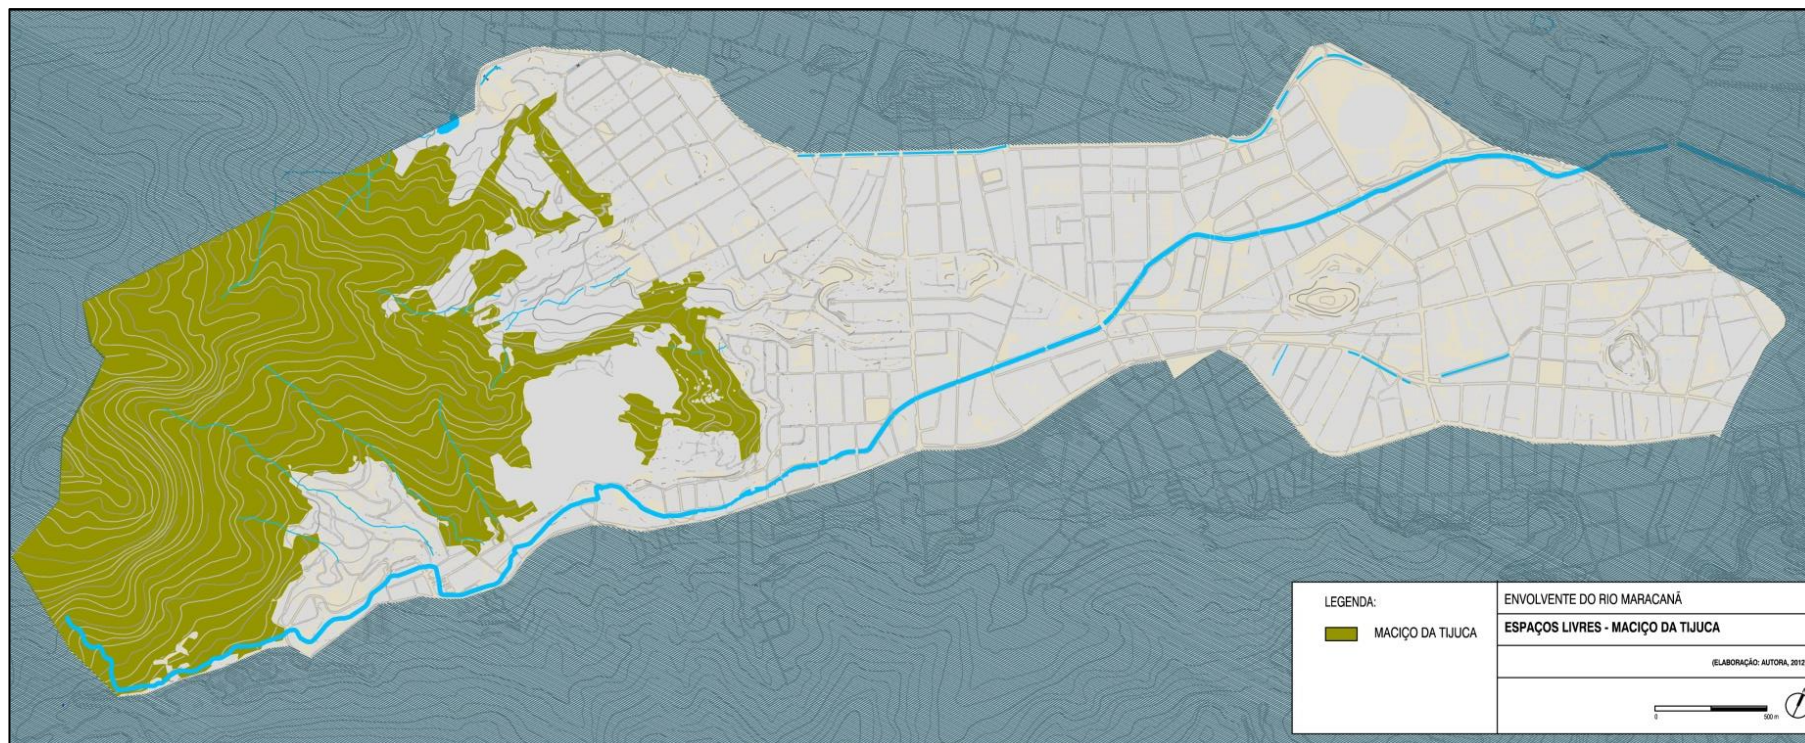 LEGENDA:
MACIÇO DA TIJUCA
ENVOLVENTE DO RIO MARACANÃ
ESPAÇOS LIVRES - MACIÇO DA TIJUCA
(ELABORAÇÃO: AUTORA, 2012
0 500 m